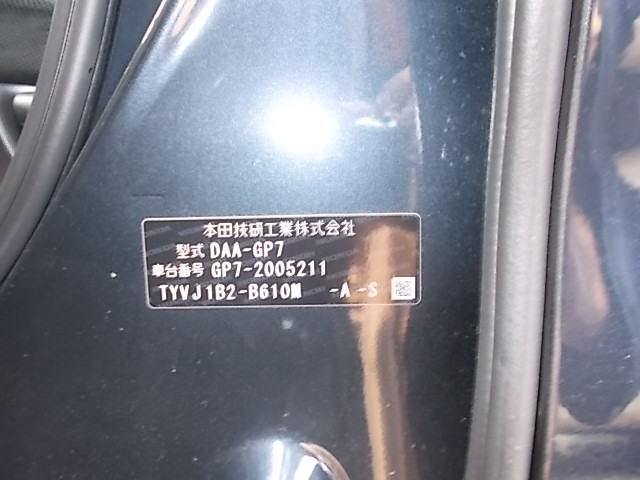 本田技研工業株式会社
型式 DAA-GP7
車台番号 GP7-2005211
TYVJ1B2-B610M -A -S